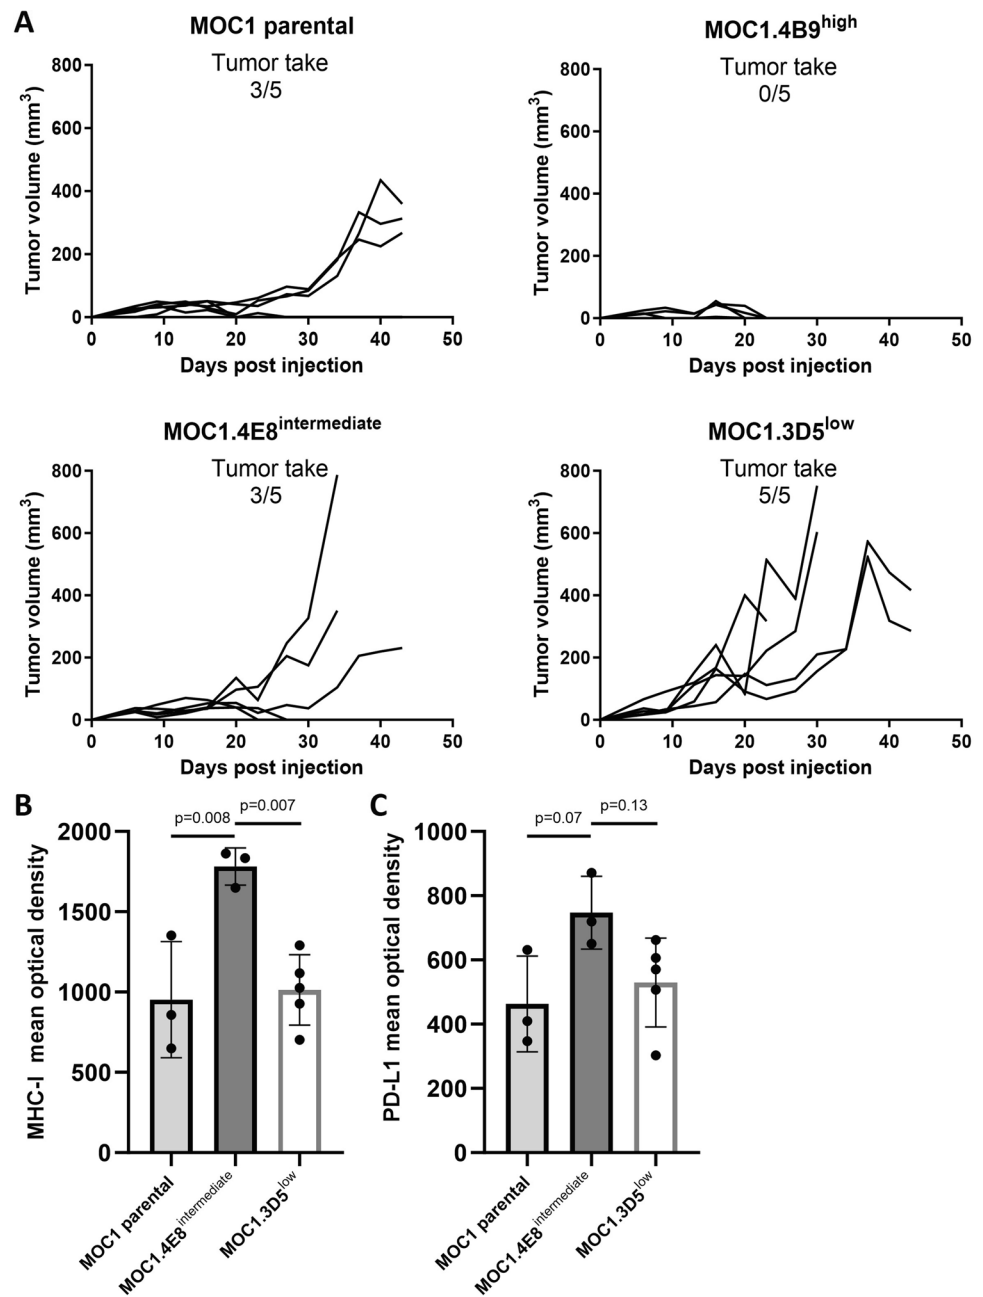 A
MOC1 parental
Tumor take
3/5
Tumor volume (mm³)
800
600
400
200
0
0 10 20 30 40 50
Days post injection
MOC1.4B9high
Tumor take
0/5
Tumor volume (mm³)
800
600
400
200
0
0 10 20 30 40 50
Days post injection
MOC1.4E8intermediate
Tumor take
3/5
Tumor volume (mm³)
800
600
400
200
0
0 10 20 30 40 50
Days post injection
MOC1.3D5low
Tumor take
5/5
Tumor volume (mm³)
800
600
400
200
0
0 10 20 30 40 50
Days post injection
B
p=0.008
p=0.007
MHC-I mean optical density
2000
1500
1000
500
0
MOC1 parental
MOC1.4E8intermediate
MOC1.3D5low
C
p=0.07
p=0.13
PD-L1 mean optical density
1000
800
600
400
200
0
MOC1 parental
MOC1.4E8intermediate
MOC1.3D5low